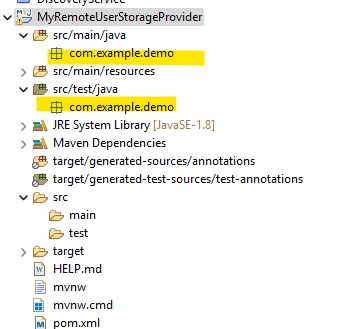 MyRemoteUserStorageProvider
src/main/java
com.example.demo
src/main/resources
src/test/java
com.example.demo
JRE System Library [JavaSE-1.8]
Maven Dependencies
target/generated-sources/annotations
target/generated-test-sources/test-annotations
src
main
test
target
HELP.md
mvnw
mvnw.cmd
pom.xml